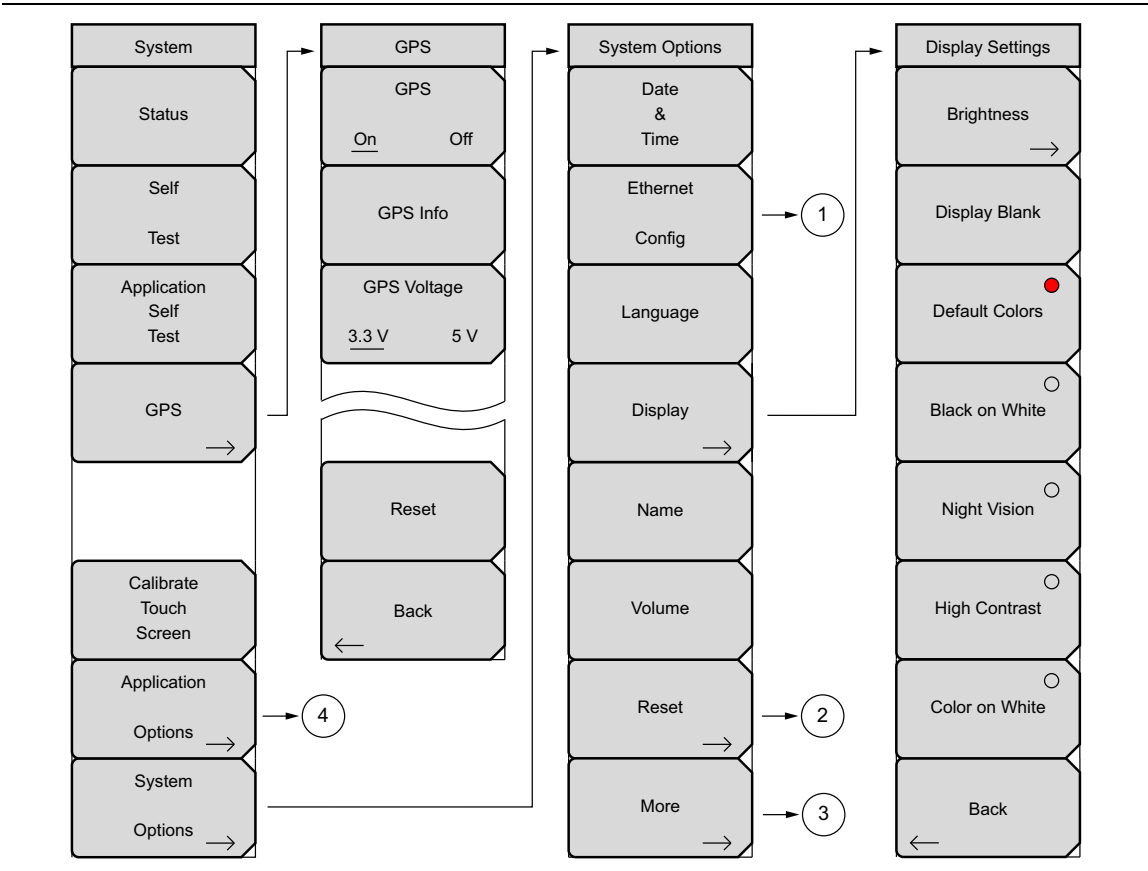 System
Status
Self
Test
Application
Self
Test
GPS
Calibrate
Touch
Screen
Application
Options
System
Options
4
GPS
GPS
On Off
GPS Info
GPS Voltage
3.3 V 5 V
Reset
Back
System Options
Date
&
Time
Ethernet
Config
Language
Display
Name
Volume
Reset
More
1
2
3
Display Settings
Brightness
Display Blank
Default Colors
Black on White
Night Vision
High Contrast
Color on White
Back